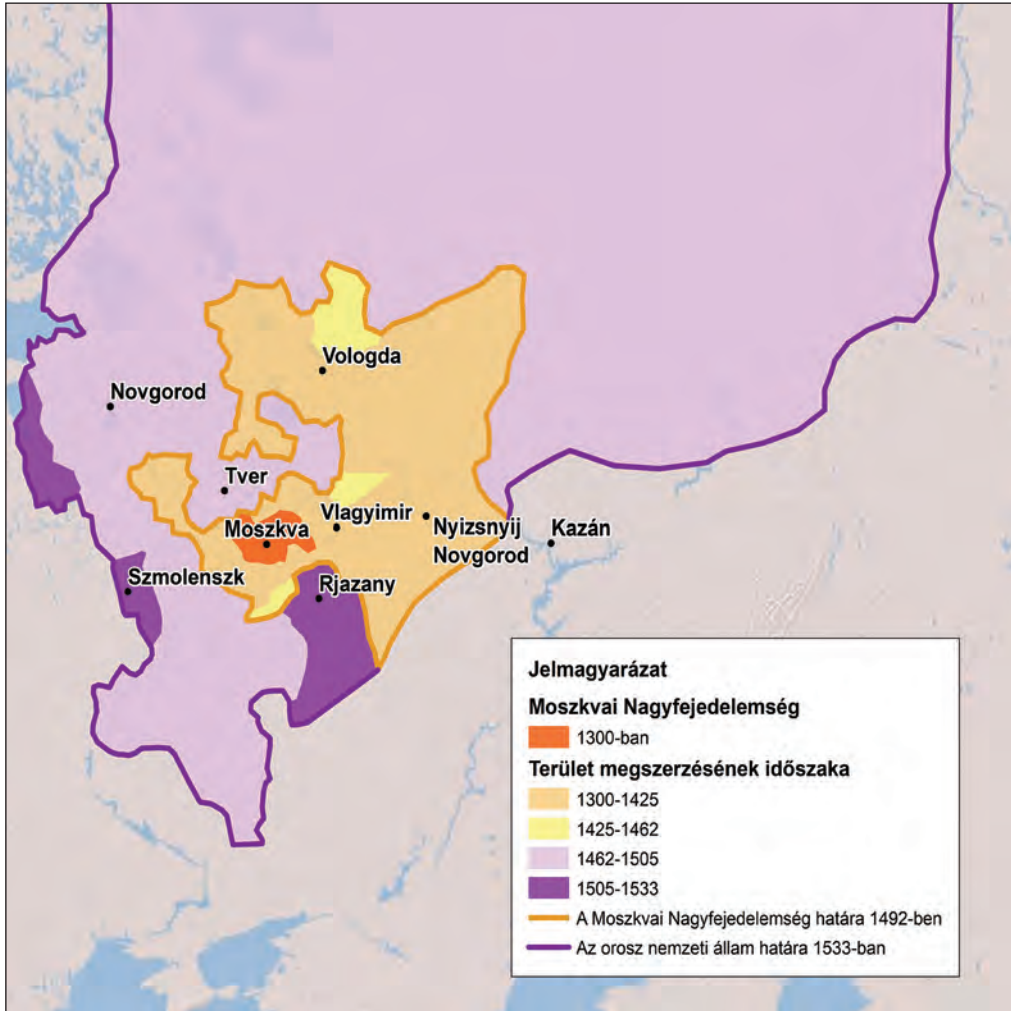 Vologda
Novgorod
Tver
Moszkva
Vlagyimir
Nyizsnyij
Novgorod
Kazán
Szmolenszk
Rjazany
Jelmagyarázat
Moszkvai Nagyfejedelemség
1300-ban
Terület megszerzésének időszaka
1300-1425
1425-1462
1462-1505
1505-1533
A Moszkvai Nagyfejedelemség határa 1492-ben
Az orosz nemzeti állam határa 1533-ban